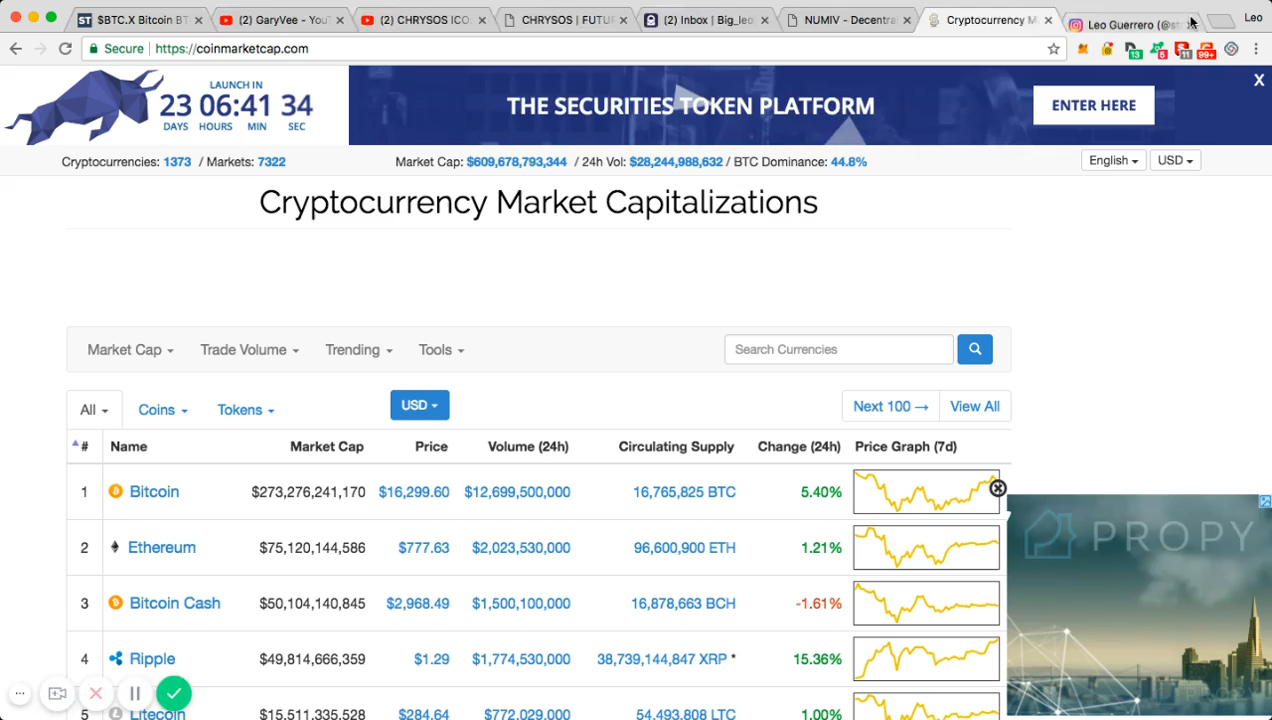 $BTC.X Bitcoin BT
(2) GaryVee - YouT
(2) CHRYSOS ICO:
CHRYSOS | FUTUF
(2) Inbox | Big_leo
NUMIV - Decentra
Cryptocurrency M
Leo Guerrero (@st
Leo
Secure
https://coinmarketcap.com
13
5
11
99+
LAUNCH IN
23 06:41 34
DAYS HOURS MIN SEC
THE SECURITIES TOKEN PLATFORM
ENTER HERE
X
Cryptocurrencies: 1373 / Markets: 7322
Market Cap: $609,678,793,344 / 24h Vol: $28,244,988,632 / BTC Dominance: 44.8%
English
USD
Cryptocurrency Market Capitalizations
Market Cap
Trade Volume
Trending
Tools
Search Currencies
All
Coins
Tokens
USD
Next 100 →
View All
# Name Market Cap Price Volume (24h) Circulating Supply Change (24h) Price Graph (7d)
1 Bitcoin $273,276,241,170 $16,299.60 $12,699,500,000 16,765,825 BTC 5.40%
2 Ethereum $75,120,144,586 $777.63 $2,023,530,000 96,600,900 ETH 1.21%
3 Bitcoin Cash $50,104,140,845 $2,968.49 $1,500,100,000 16,878,663 BCH -1.61%
4 Ripple $49,814,666,359 $1.29 $1,774,530,000 38,739,144,847 XRP * 15.36%
5 Litecoin $15,511,335,528 $284.64 $772,029,000 54,493,808 LTC 1.00%
PROPY